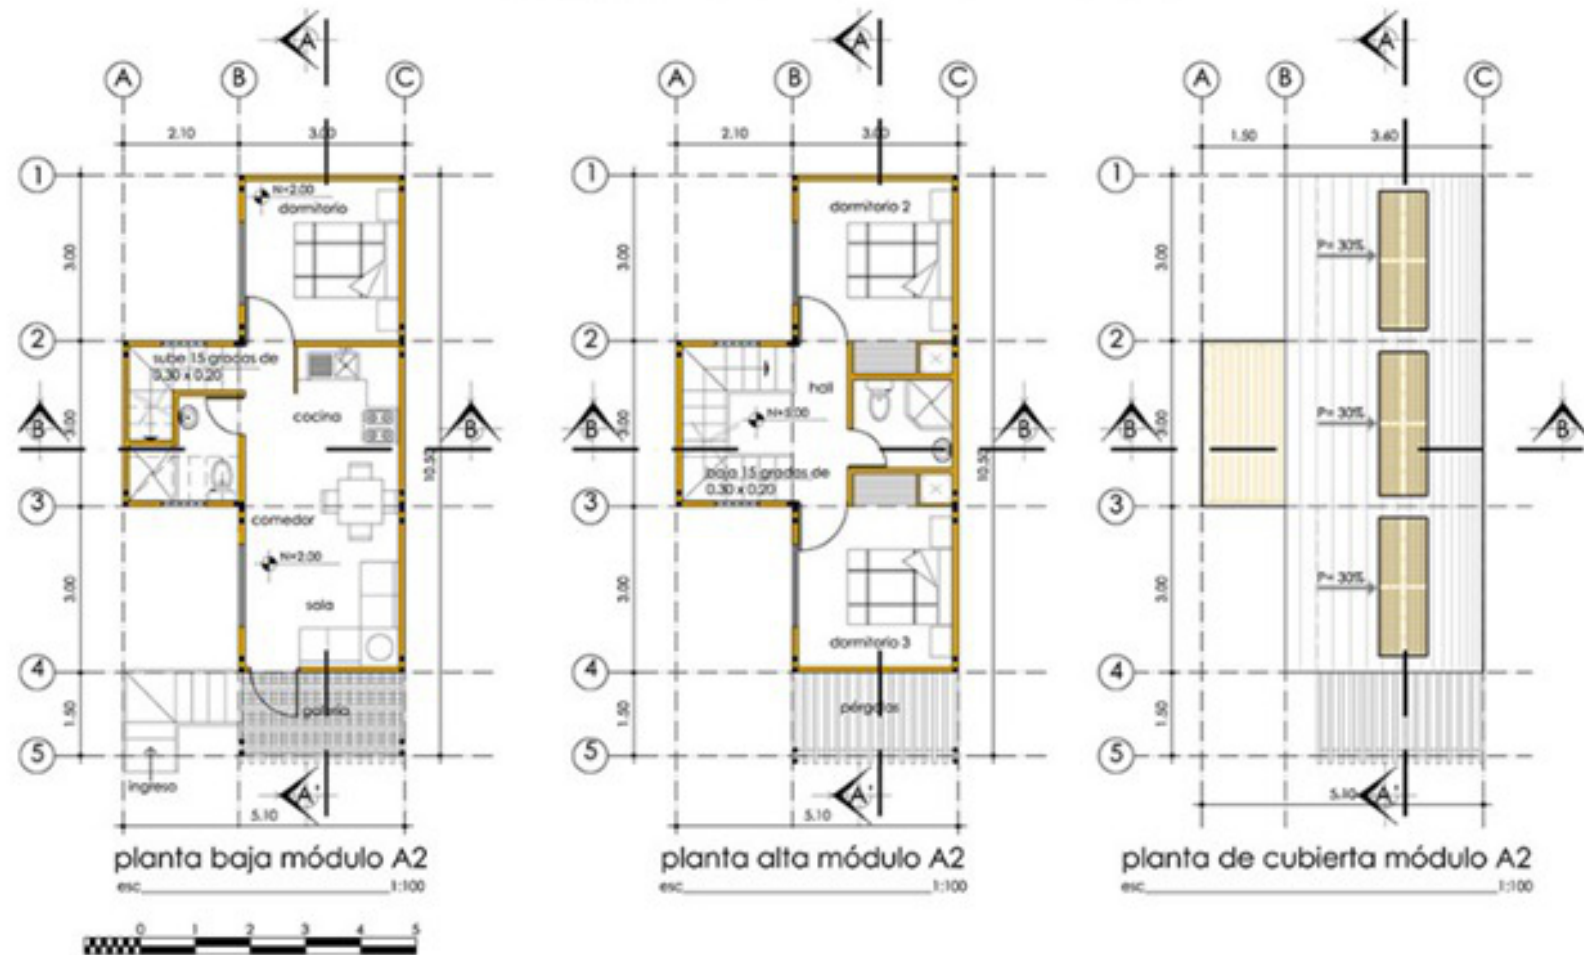 A
A
A
A
B
C
A
B
C
A
B
C
2.10
3.00
2.10
3.00
1.50
3.60
1
1
1
N+2.00
dormitorio
dormitorio 2
3.00
3.00
3.00
P= 30%
2
2
2
sube 15 gradas de
0.30 x 0.20
hall
cocina
N+5.00
P= 30%
B
3.00
B
B
3.00
B
B
3.00
B
10.50
10.50
baja 15 gradas de
0.30 x 0.20
3
3
3
comedor
N+2.00
3.00
3.00
3.00
P= 30%
sala
dormitorio 3
4
4
4
1.50
galeria
1.50
pérgolas
1.50
5
5
5
ingreso
A'
A'
A'
5.10
5.10
5.10
planta baja módulo A2
esc 1:100
planta alta módulo A2
esc 1:100
planta de cubierta módulo A2
esc 1:100
0 1 2 3 4 5